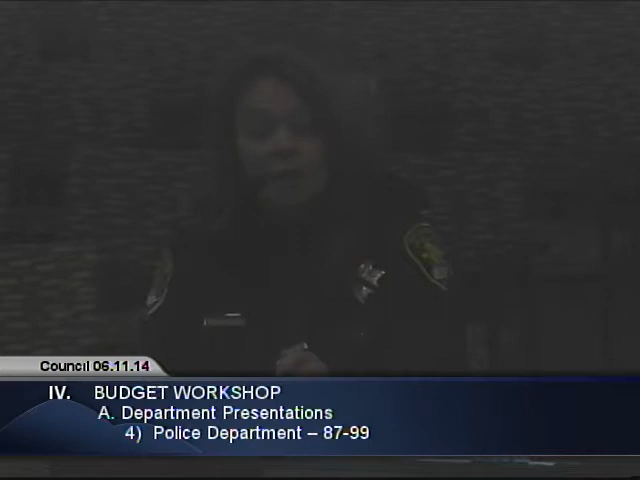 Council 06.11.14
IV. BUDGET WORKSHOP
A. Department Presentations
4) Police Department – 87-99